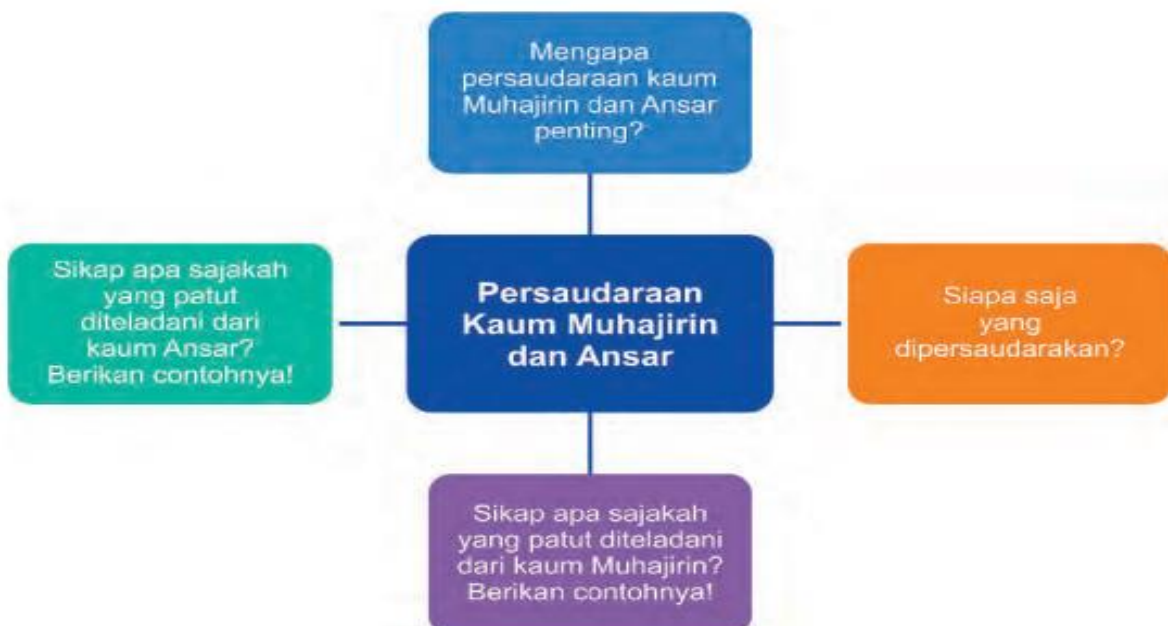 Mengapa
persaudaraan kaum
Muhajirin dan Ansar
penting?
Sikap apa sajakah
yang patut
diteladani dari
kaum Ansar?
Berikan contohnya!
Persaudaraan
Kaum Muhajirin
dan Ansar
Siapa saja
yang
dipersaudarakan?
Sikap apa sajakah
yang patut diteladani
dari kaum Muhajirin?
Berikan contohnya!